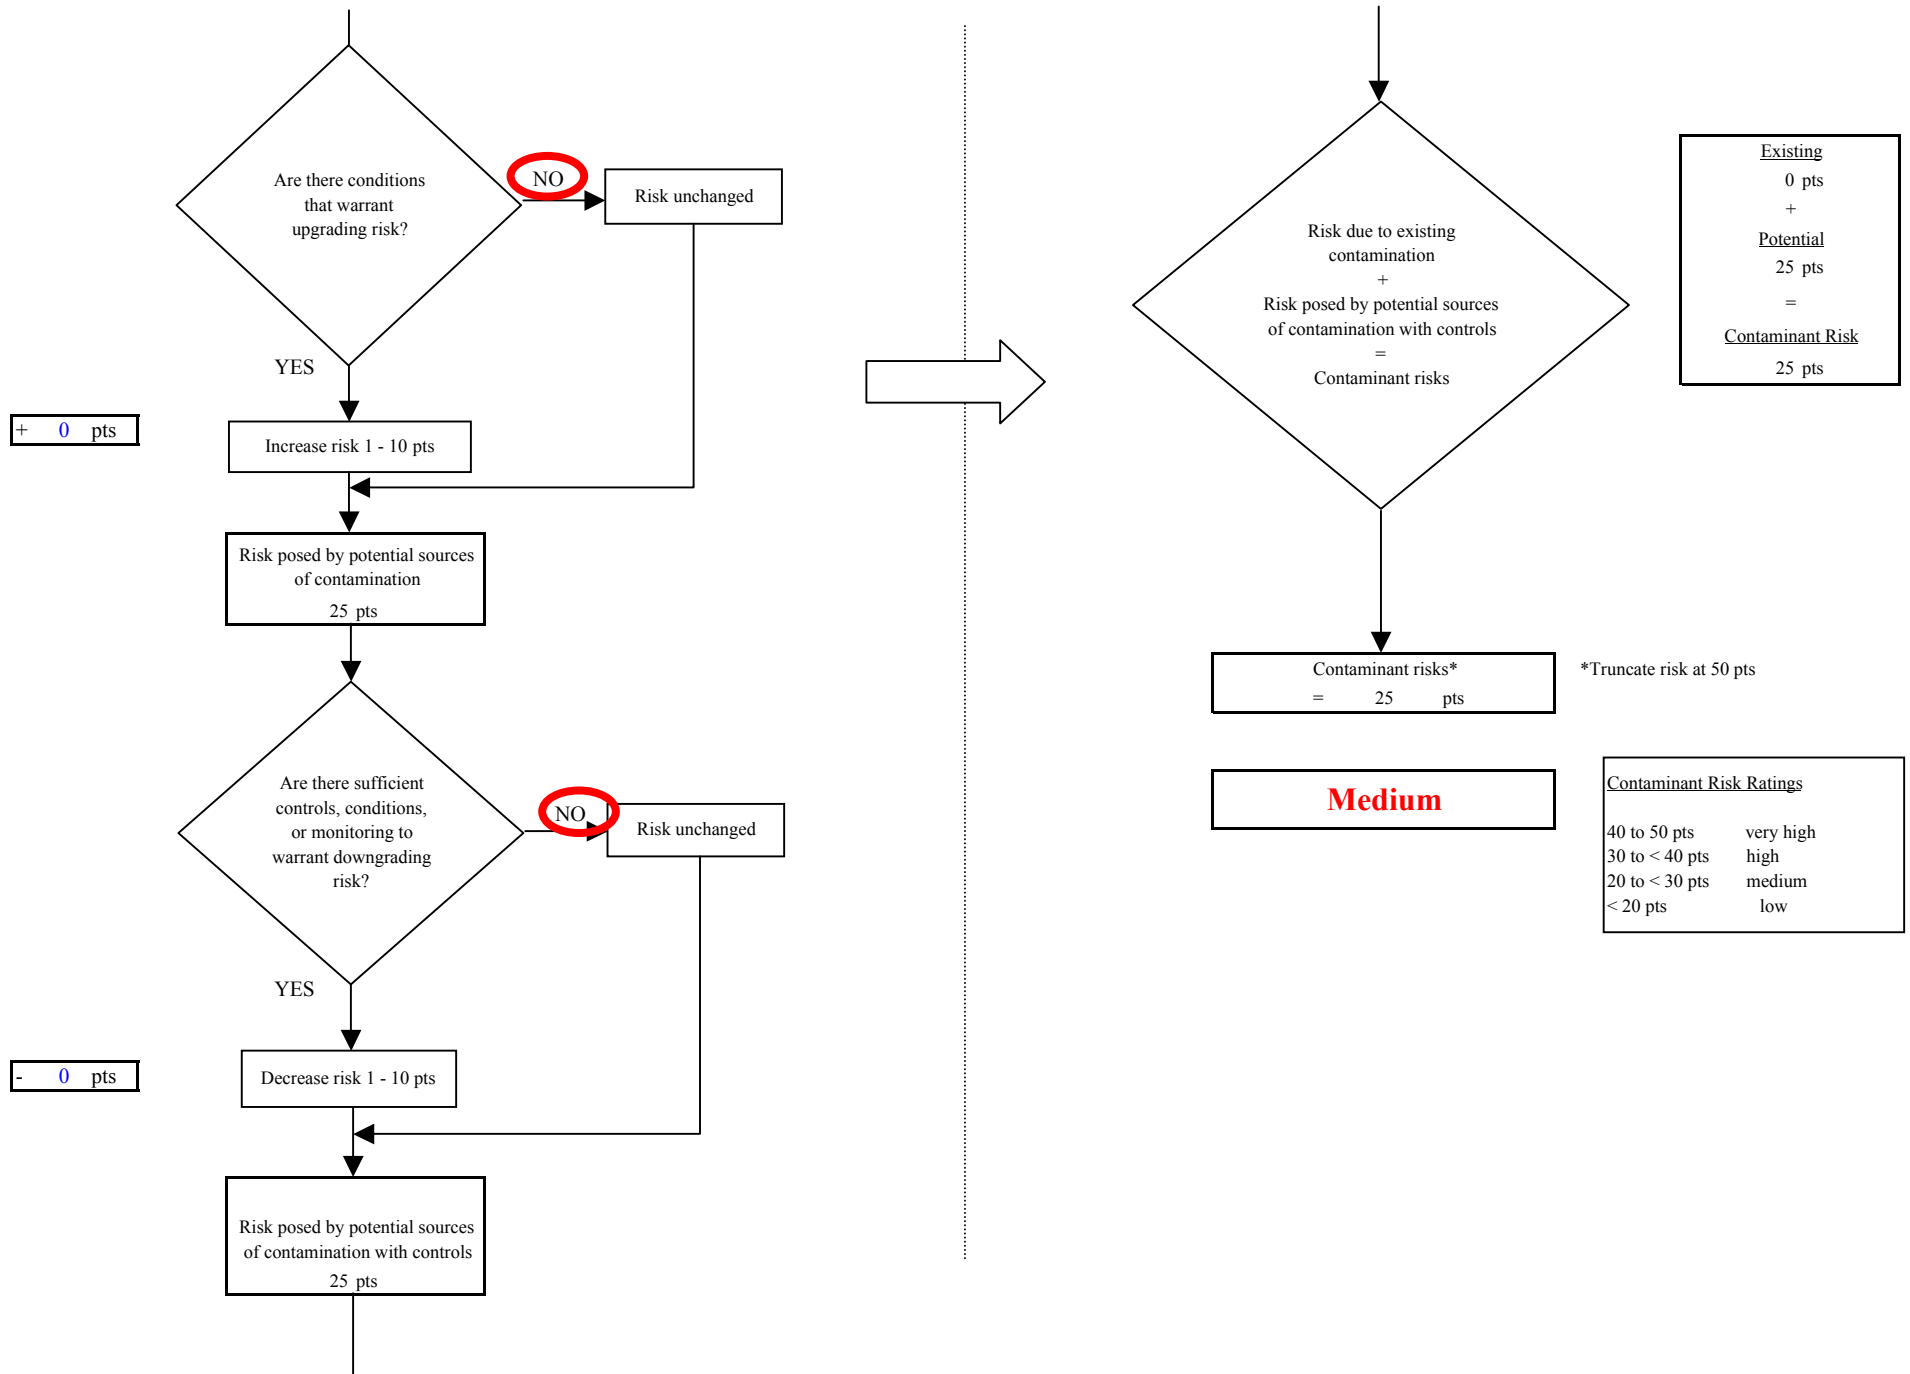 Are there conditions
that warrant
upgrading risk?
NO
Risk unchanged
YES
+ 0 pts
Increase risk 1 - 10 pts
Risk posed by potential sources
of contamination
25 pts
Are there sufficient
controls, conditions,
or monitoring to
warrant downgrading
risk?
NO
Risk unchanged
YES
- 0 pts
Decrease risk 1 - 10 pts
Risk posed by potential sources
of contamination with controls
25 pts
Risk due to existing
contamination
+
Risk posed by potential sources
of contamination with controls
=
Contaminant risks
Existing
0 pts
+
Potential
25 pts
=
Contaminant Risk
25 pts
Contaminant risks*
= 25 pts
*Truncate risk at 50 pts
Medium
Contaminant Risk Ratings
40 to 50 pts very high
30 to < 40 pts high
20 to < 30 pts medium
< 20 pts low